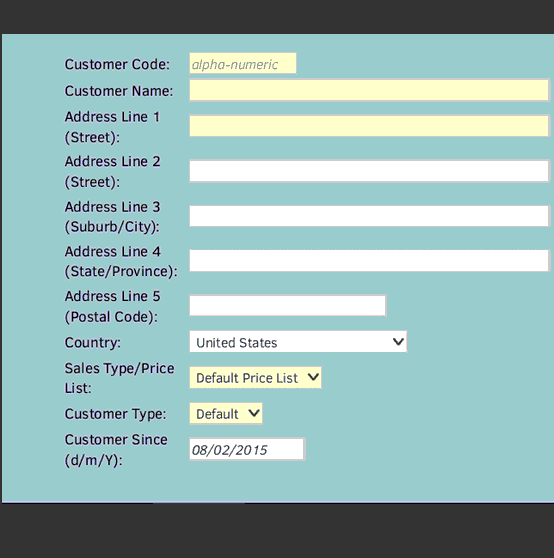 Customer Code: alpha-numeric
Customer Name:
Address Line 1
(Street):
Address Line 2
(Street):
Address Line 3
(Suburb/City):
Address Line 4
(State/Province):
Address Line 5
(Postal Code):
Country: United States
Sales Type/Price
List: Default Price List
Customer Type: Default
Customer Since
(d/m/Y): 08/02/2015